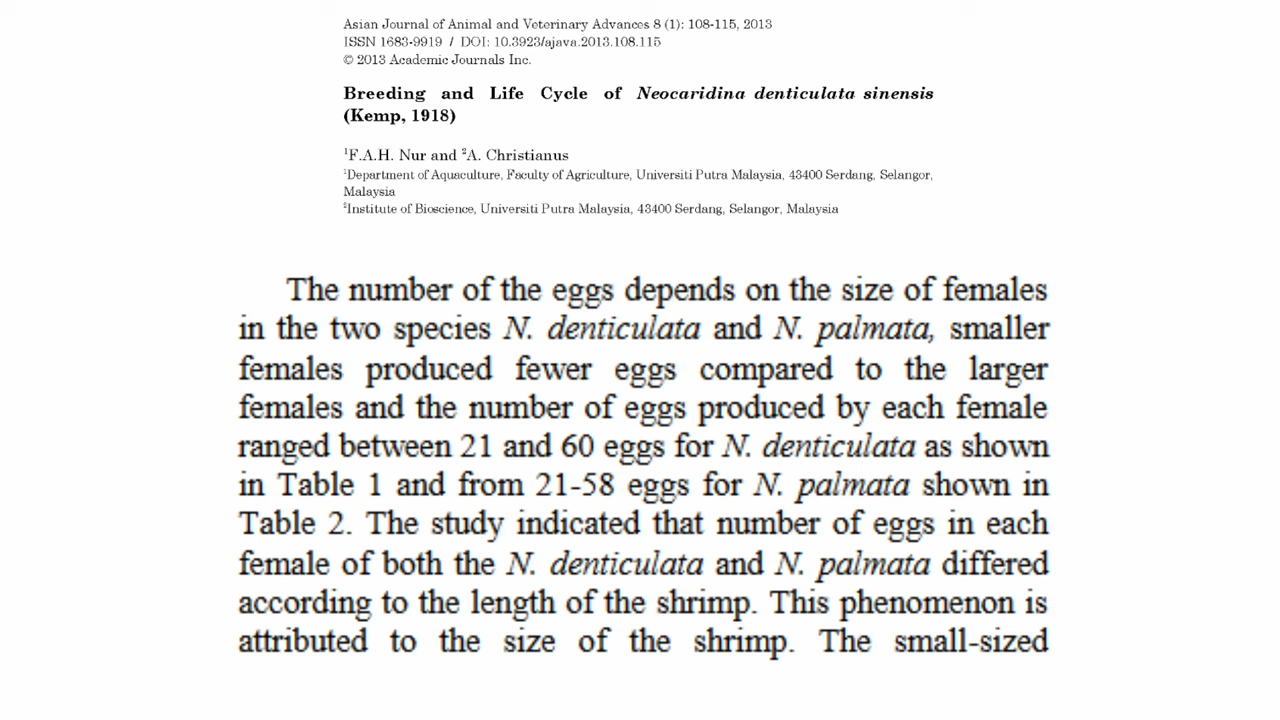 Asian Journal of Animal and Veterinary Advances 8 (1): 108-115, 2013
ISSN 1683-9919 / DOI: 10.3923/ajava.2013.108.115
© 2013 Academic Journals Inc.
Breeding and Life Cycle of Neocaridina denticulata sinensis
(Kemp, 1918)
¹F.A.H. Nur and ²A. Christianus
¹Department of Aquaculture, Faculty of Agriculture, Universiti Putra Malaysia, 43400 Serdang, Selangor,
Malaysia
²Institute of Bioscience, Universiti Putra Malaysia, 43400 Serdang, Selangor, Malaysia
The number of the eggs depends on the size of females
in the two species N. denticulata and N. palmata, smaller
females produced fewer eggs compared to the larger
females and the number of eggs produced by each female
ranged between 21 and 60 eggs for N. denticulata as shown
in Table 1 and from 21-58 eggs for N. palmata shown in
Table 2. The study indicated that number of eggs in each
female of both the N. denticulata and N. palmata differed
according to the length of the shrimp. This phenomenon is
attributed to the size of the shrimp. The small-sized